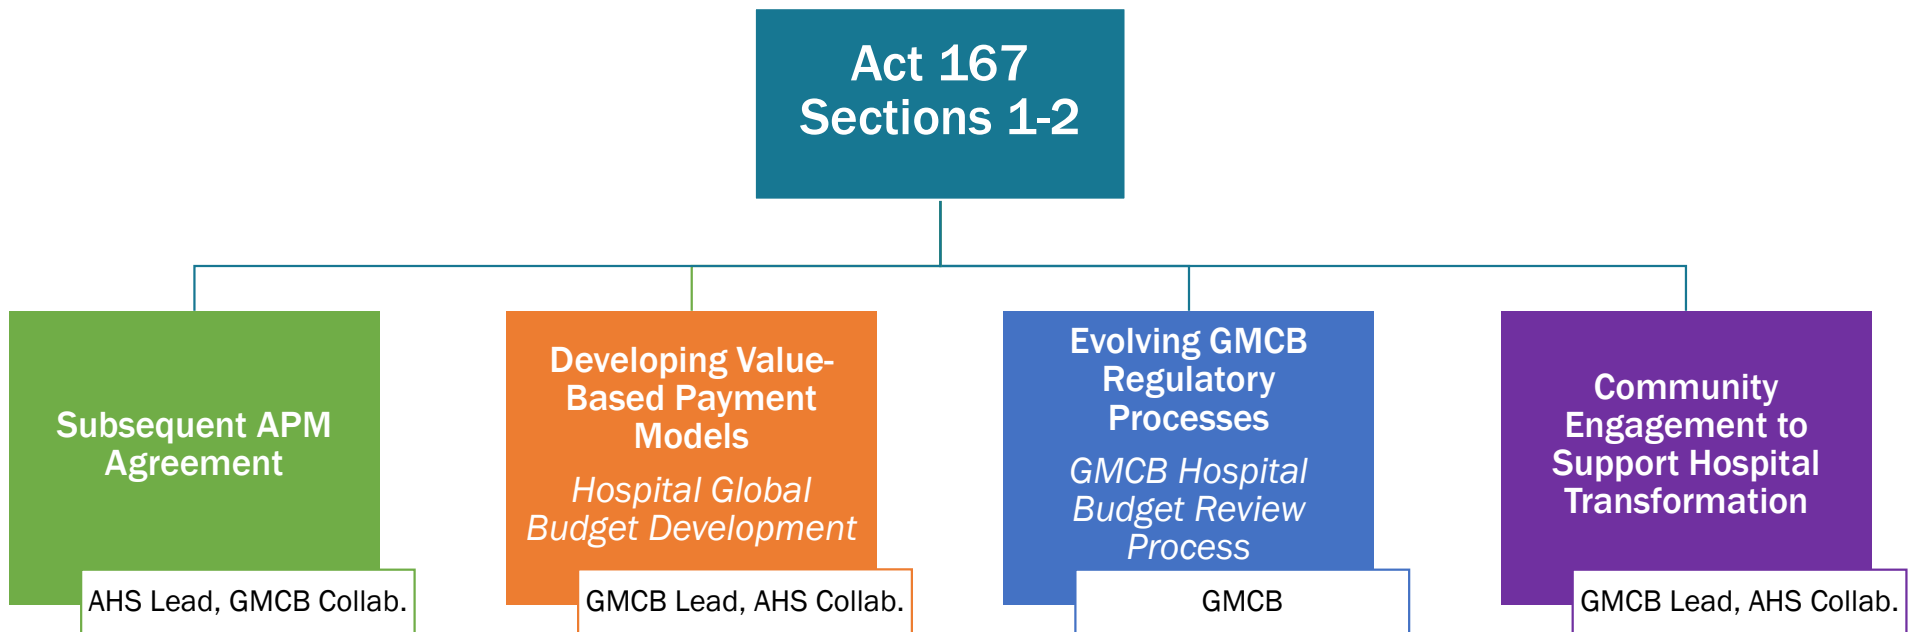 Act 167
Sections 1-2
Subsequent APM
Agreement
AHS Lead, GMCB Collab.
Developing Value-
Based Payment
Models
Hospital Global
Budget Development
GMCB Lead, AHS Collab.
Evolving GMCB
Regulatory
Processes
GMCB Hospital
Budget Review
Process
GMCB
Community
Engagement to
Support Hospital
Transformation
GMCB Lead, AHS Collab.